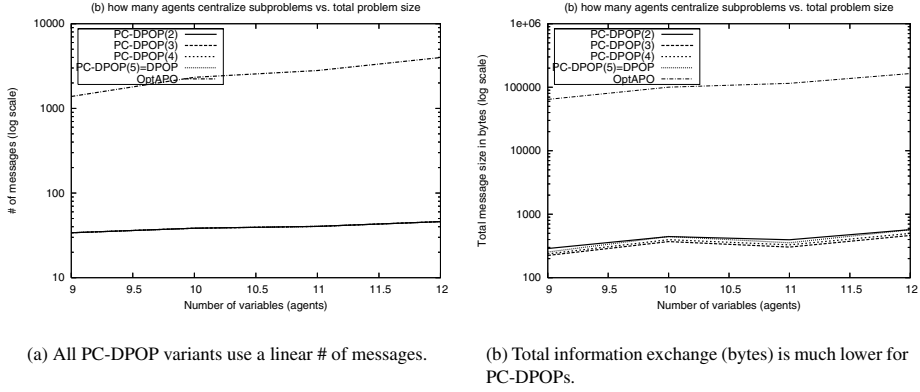 (b) how many agents centralize subproblems vs. total problem size
10000
1000
100
10
# of messages (log scale)
PC-DPOP(2)
PC-DPOP(3)
PC-DPOP(4)
PC-DPOP(5)=DPOP
OptAPO
9
9.5
10
10.5
11
11.5
12
Number of variables (agents)
(a) All PC-DPOP variants use a linear # of messages.
(b) how many agents centralize subproblems vs. total problem size
1e+06
100000
10000
1000
100
Total message size in bytes (log scale)
PC-DPOP(2)
PC-DPOP(3)
PC-DPOP(4)
PC-DPOP(5)=DPOP
OptAPO
9
9.5
10
10.5
11
11.5
12
Number of variables (agents)
(b) Total information exchange (bytes) is much lower for
PC-DPOPs.